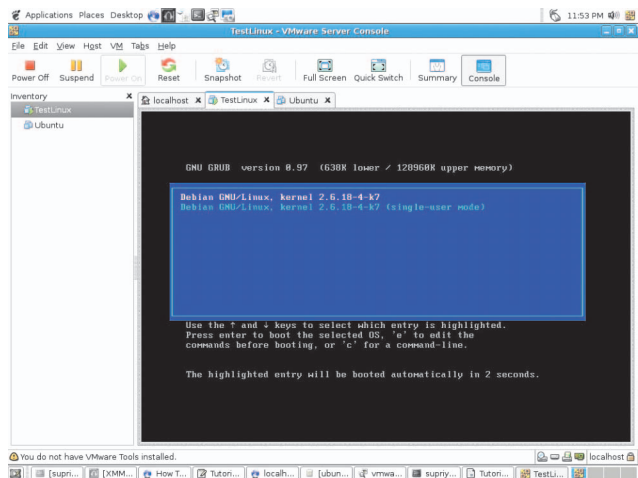 Applications Places Desktop
11:53 PM
TestLinux - VMware Server Console
File Edit View Host VM Tabs Help
Power Off Suspend Power On Reset Snapshot Revert Full Screen Quick Switch Summary Console
Inventory
localhost TestLinux Ubuntu
TestLinux
Ubuntu
GNU GRUB version 0.97 (638K lower / 128960K upper memory)
Debian GNU/Linux, kernel 2.6.18-4-k7
Debian GNU/Linux, kernel 2.6.18-4-k7 (single-user mode)
Use the ↑ and ↓ keys to select which entry is highlighted.
Press enter to boot the selected OS, 'e' to edit the
commands before booting, or 'c' for a command-line.
The highlighted entry will be booted automatically in 2 seconds.
You do not have VMware Tools installed.
localhost
[supri... [XMM... How T... Tutori... localh... [ubun... vmwa... supriy... Tutori... TestLi...